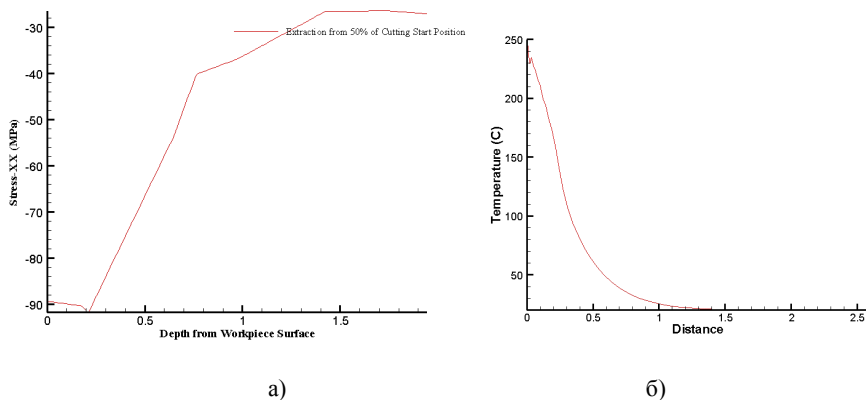 -30
-40
-50
-60
-70
-80
-90
Stress-XX (MPa)
Extraction from 50% of Cutting Start Position
0 0.5 1 1.5
Depth from Workpiece Surface
250
200
150
100
50
Temperature (C)
0 0.5 1 1.5 2 2.5
Distance
а) б)